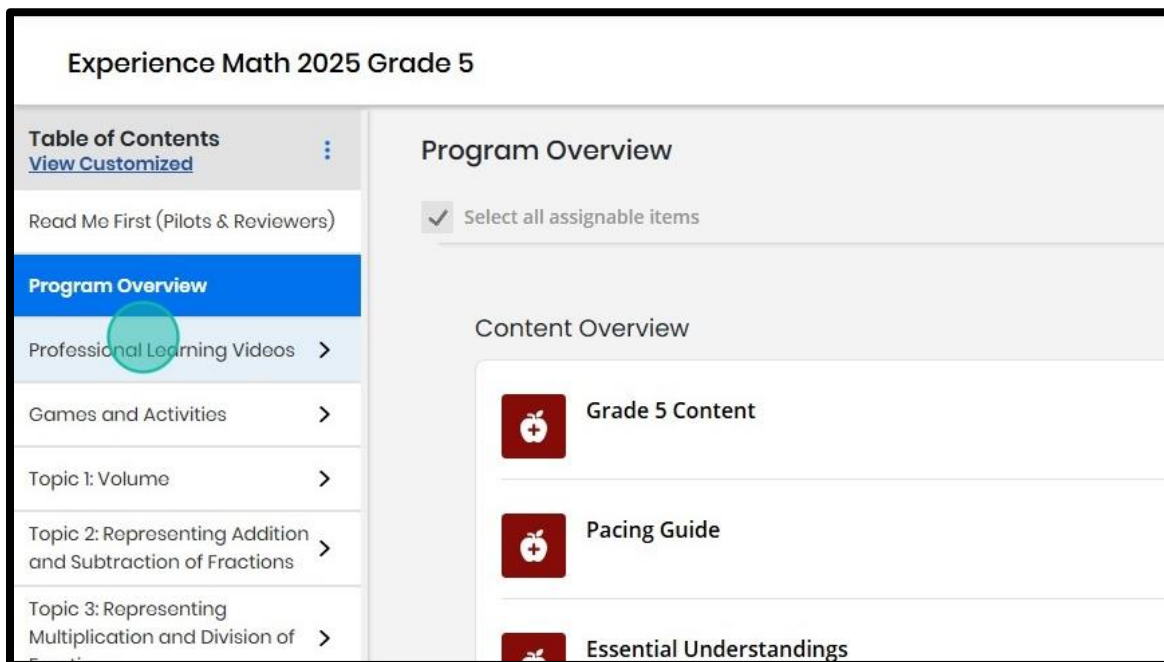 Experience Math 2025 Grade 5
Table of Contents
View Customized
Read Me First (Pilots & Reviewers)
Program Overview
Professional Learning Videos
Games and Activities
Topic 1: Volume
Topic 2: Representing Addition
and Subtraction of Fractions
Topic 3: Representing
Multiplication and Division of
Program Overview
Select all assignable items
Content Overview
Grade 5 Content
Pacing Guide
Essential Understandings